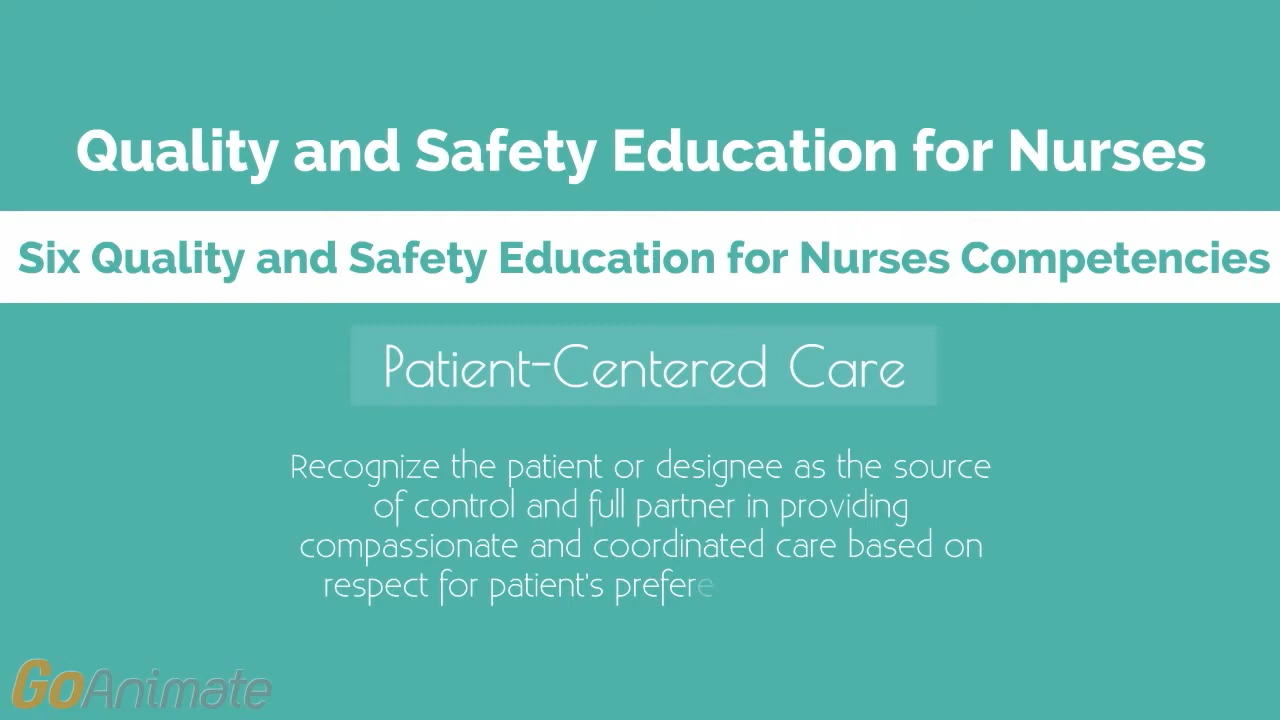 Quality and Safety Education for Nurses
Six Quality and Safety Education for Nurses Competencies
Patient-Centered Care
Recognize the patient or designee as the source
of control and full partner in providing
compassionate and coordinated care based on
respect for patient's prefere
GoAnimate